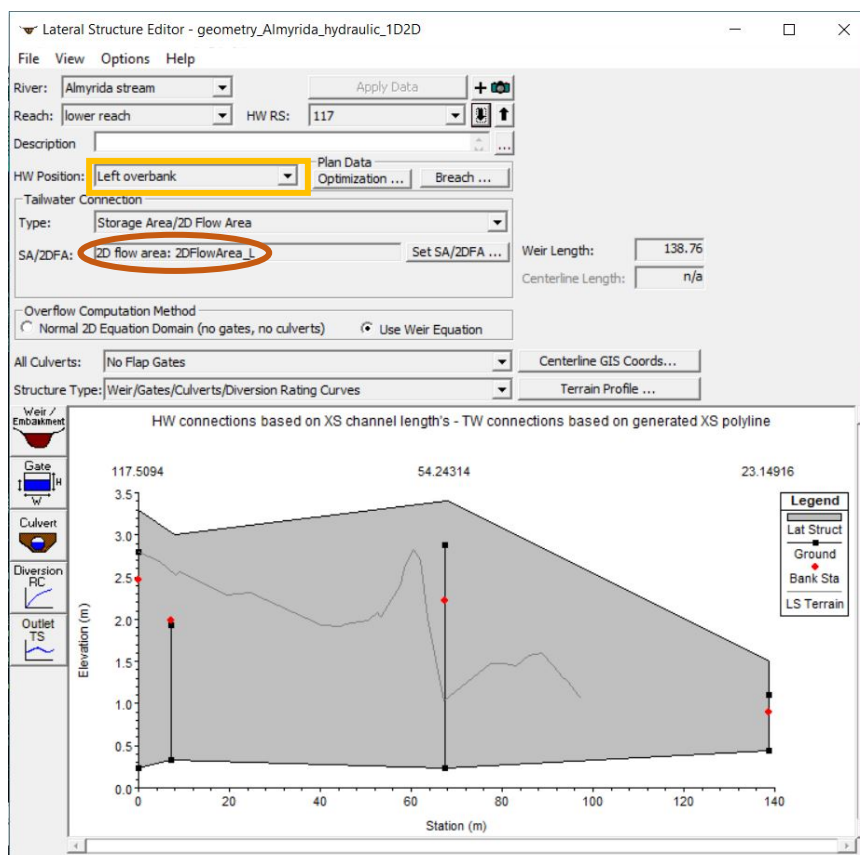 Lateral Structure Editor - geometry_Almyrida_hydraulic_1D2D
File View Options Help
River: Almyrida stream Apply Data
Reach: lower reach HW RS: 117
Description ...
HW Position: Left overbank Plan Data Optimization ... Breach ...
Tailwater Connection
Type: Storage Area/2D Flow Area
SA/2DFA: 2D flow area: 2DFlowArea_L Set SA/2DFA ... Weir Length: 138.76
Centerline Length: n/a
Overflow Computation Method
Normal 2D Equation Domain (no gates, no culverts) Use Weir Equation
All Culverts: No Flap Gates Centerline GIS Coords...
Structure Type: Weir/Gates/Culverts/Diversion Rating Curves Terrain Profile ...
Weir /
Embankment
Gate
H
W
Culvert
Diversion
RC
Outlet
TS
HW connections based on XS channel length's - TW connections based on generated XS polyline
117.5094 54.24314 23.14916
3.5
3.0
2.5
2.0
1.5
1.0
0.5
0.0
Elevation (m)
0 20 40 60 80 100 120 140
Station (m)
Legend
Lat Struct
Ground
Bank Sta
LS Terrain